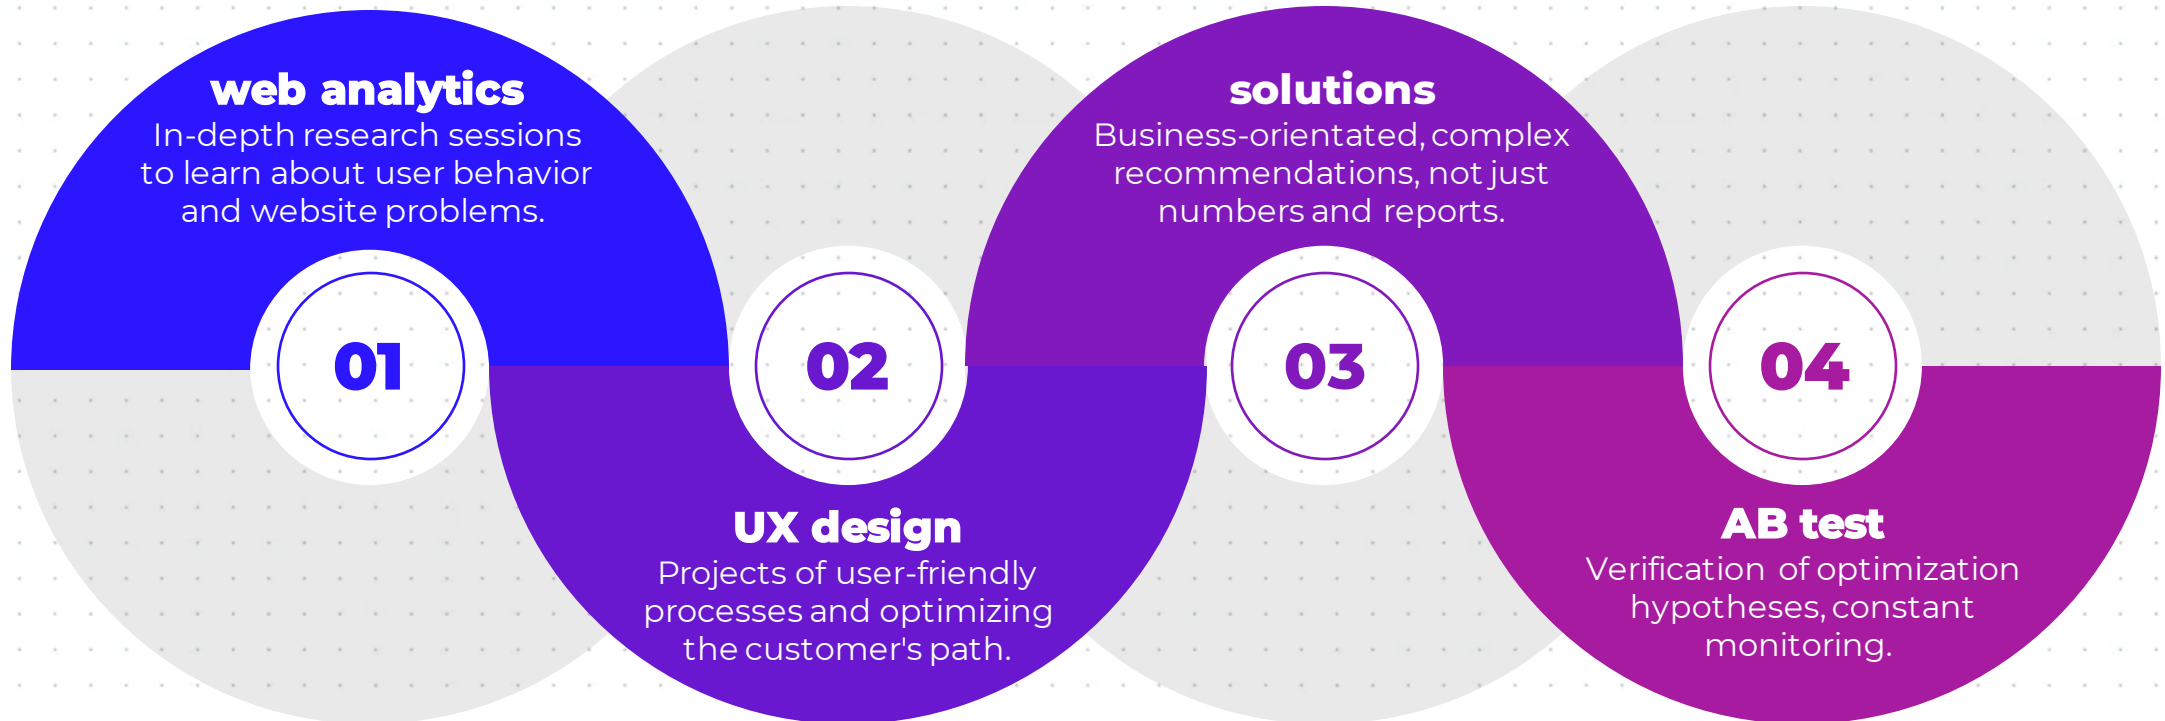 web analytics
In-depth research sessions
to learn about user behavior
and website problems.
01
02
UX design
Projects of user-friendly
processes and optimizing
the customer's path.
solutions
Business-orientated, complex
recommendations, not just
numbers and reports.
03
04
AB test
Verification of optimization
hypotheses, constant
monitoring.